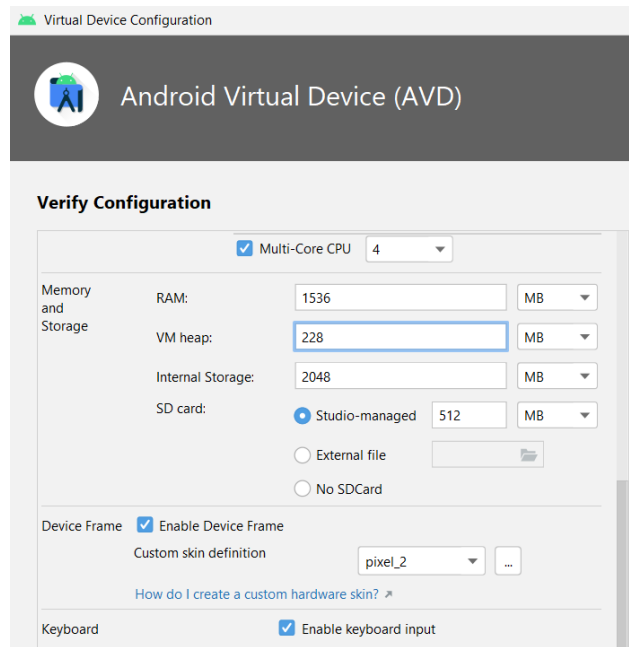 Virtual Device Configuration
Android Virtual Device (AVD)
Verify Configuration
Multi-Core CPU 4
Memory and Storage
RAM: 1536 MB
VM heap: 228 MB
Internal Storage: 2048 MB
SD card: Studio-managed 512 MB
External file
No SDCard
Device Frame Enable Device Frame
Custom skin definition pixel_2 ...
How do I create a custom hardware skin? ↗
Keyboard Enable keyboard input